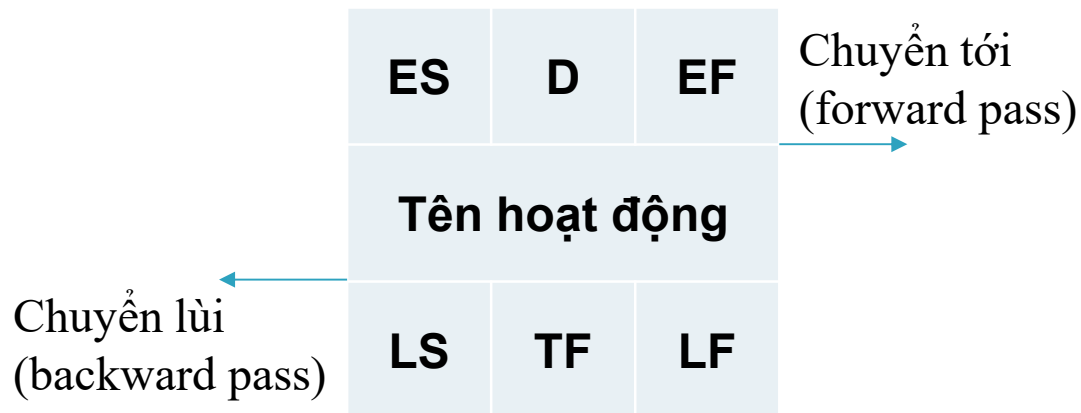 ES D EF
Chuyển tới
(forward pass)
Tên hoạt động
Chuyển lùi
(backward pass)
LS TF LF